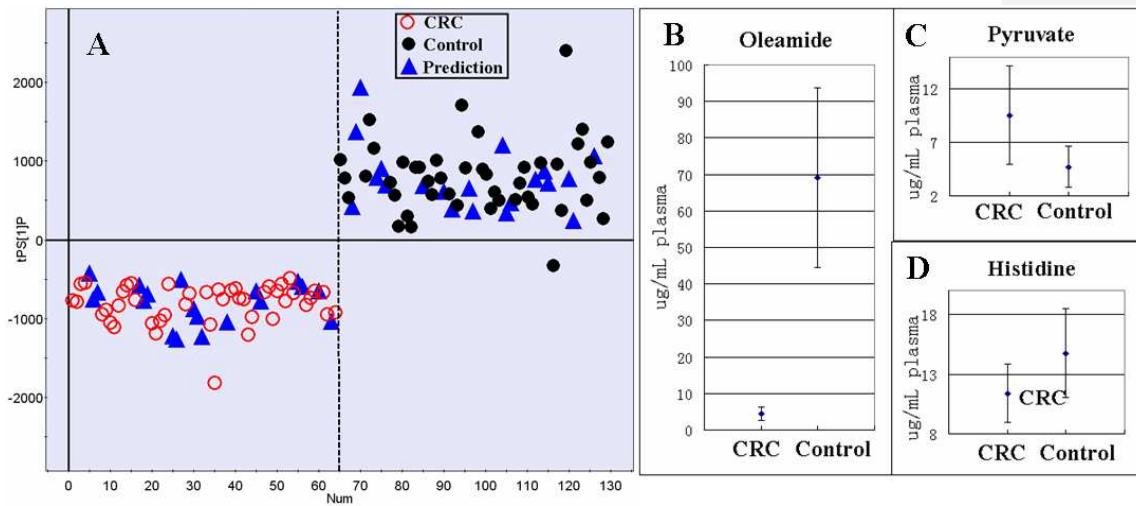 A
CRC
Control
Prediction
2000
1000
0
-1000
-2000
tPS[1]P
0 10 20 30 40 50 60 70 80 90 100 110 120 130
Num
B
Oleamide
100
90
80
70
60
50
40
30
20
10
0
ug/mL plasma
CRC Control
C
Pyruvate
12
7
2
ug/mL plasma
CRC Control
D
Histidine
18
13
8
ug/mL plasma
CRC
CRC Control